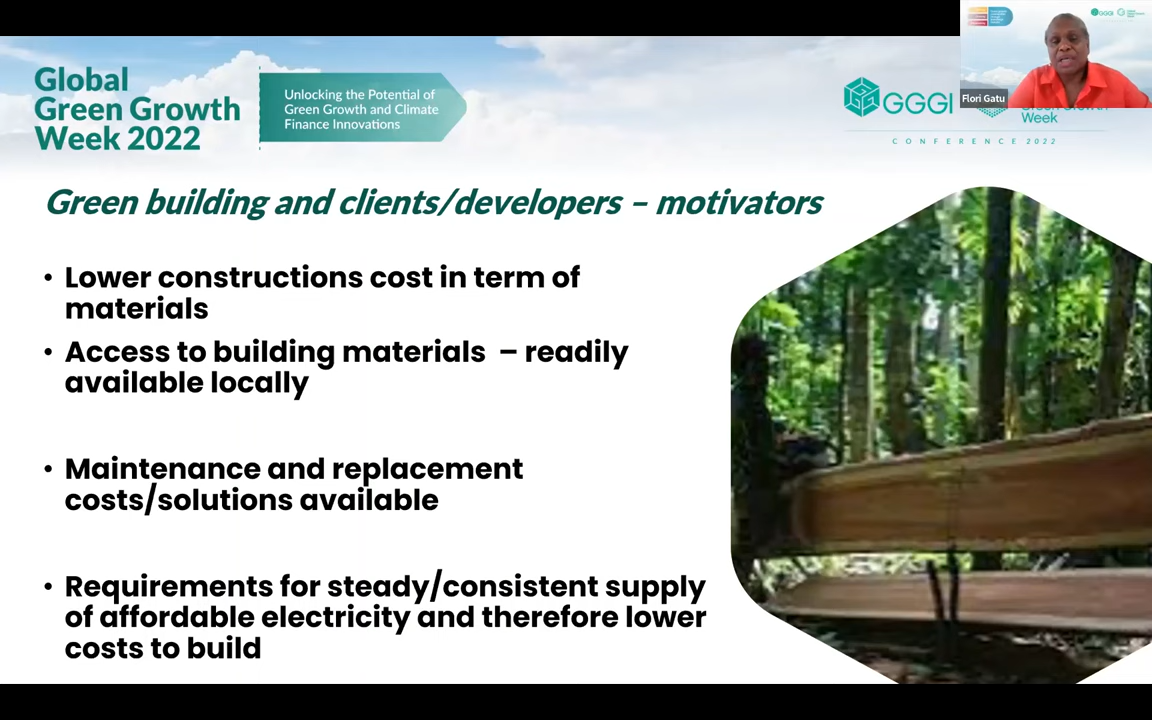 Global
Green Growth
Week 2022
Unlocking the Potential of
Green Growth and Climate
Finance Innovations
GGGI
Week
CONFERENCE 2022
GGGI
Flori Gatu
Green building and clients/developers – motivators
• Lower constructions cost in term of
materials
• Access to building materials – readily
available locally
• Maintenance and replacement
costs/solutions available
• Requirements for steady/consistent supply
of affordable electricity and therefore lower
costs to build